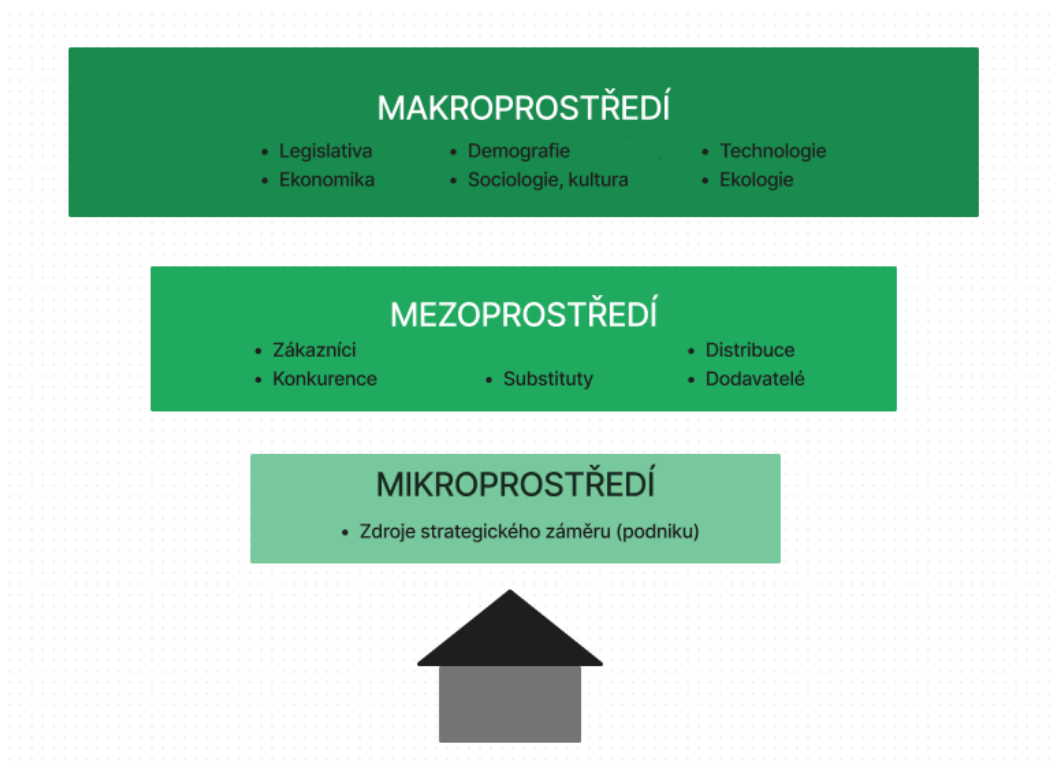 MAKROPROSTŘEDÍ
• Legislativa • Demografie • Technologie
• Ekonomika • Sociologie, kultura • Ekologie
MEZOPROSTŘEDÍ
• Zákazníci • Distribuce
• Konkurence • Substituty • Dodavatelé
MIKROPROSTŘEDÍ
• Zdroje strategického záměru (podniku)